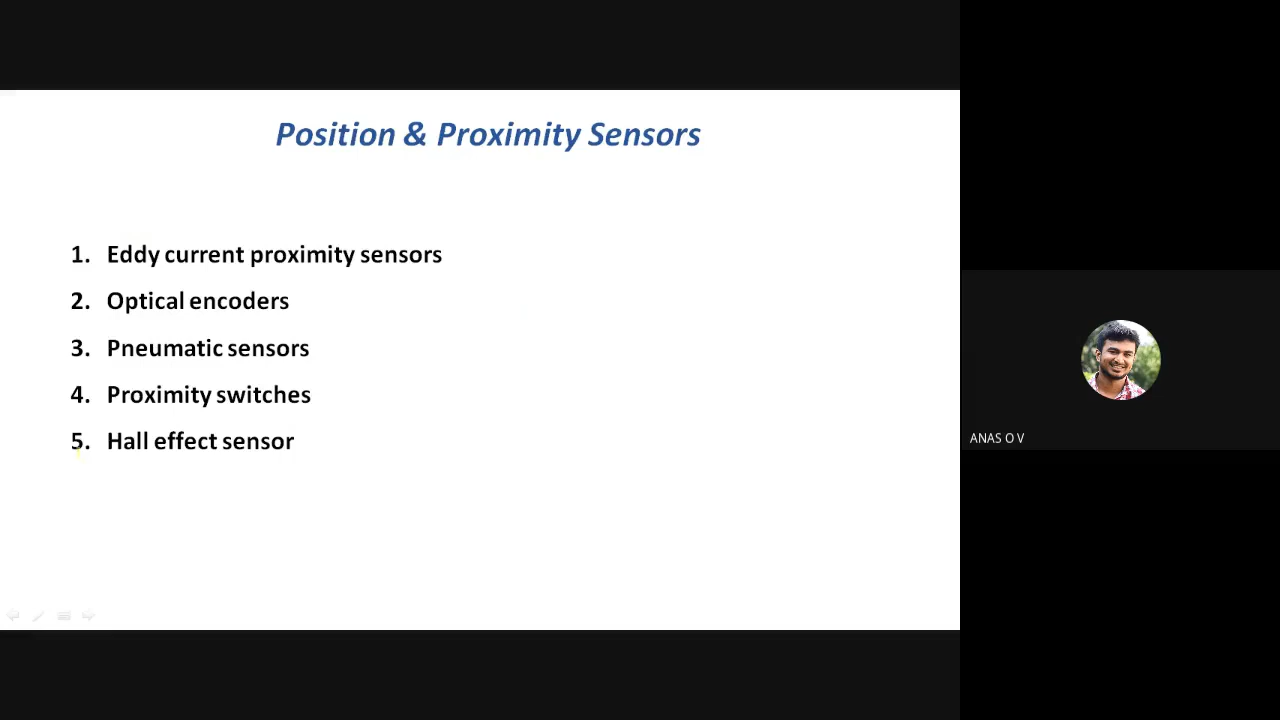 Position & Proximity Sensors
1. Eddy current proximity sensors
2. Optical encoders
3. Pneumatic sensors
4. Proximity switches
5. Hall effect sensor
ANAS O V